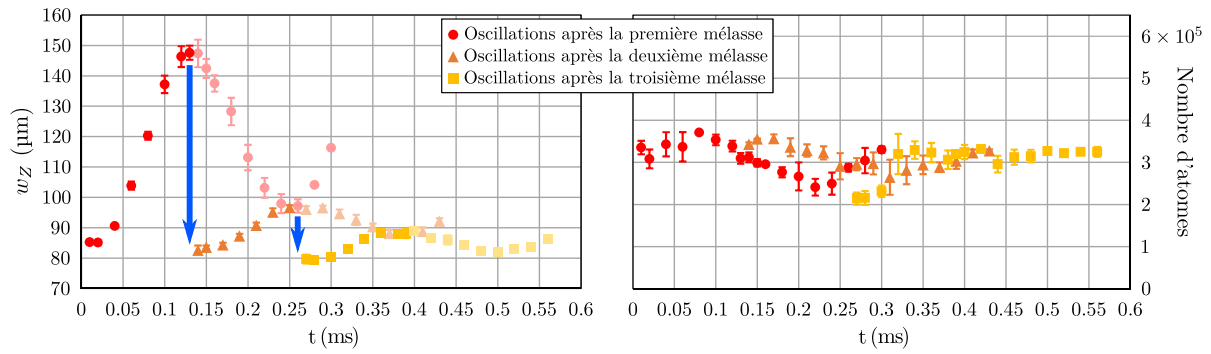 160
150
140
130
120
110
100
90
80
70
w_Z (µm)
0 0.05 0.1 0.15 0.2 0.25 0.3 0.35 0.4 0.45 0.5 0.55 0.6
t (ms)
Oscillations après la première mélasse
Oscillations après la deuxième mélasse
Oscillations après la troisième mélasse
6 × 10⁵
5
4
3
2
1
0
Nombre d'atomes
0 0.05 0.1 0.15 0.2 0.25 0.3 0.35 0.4 0.45 0.5 0.55 0.6
t (ms)